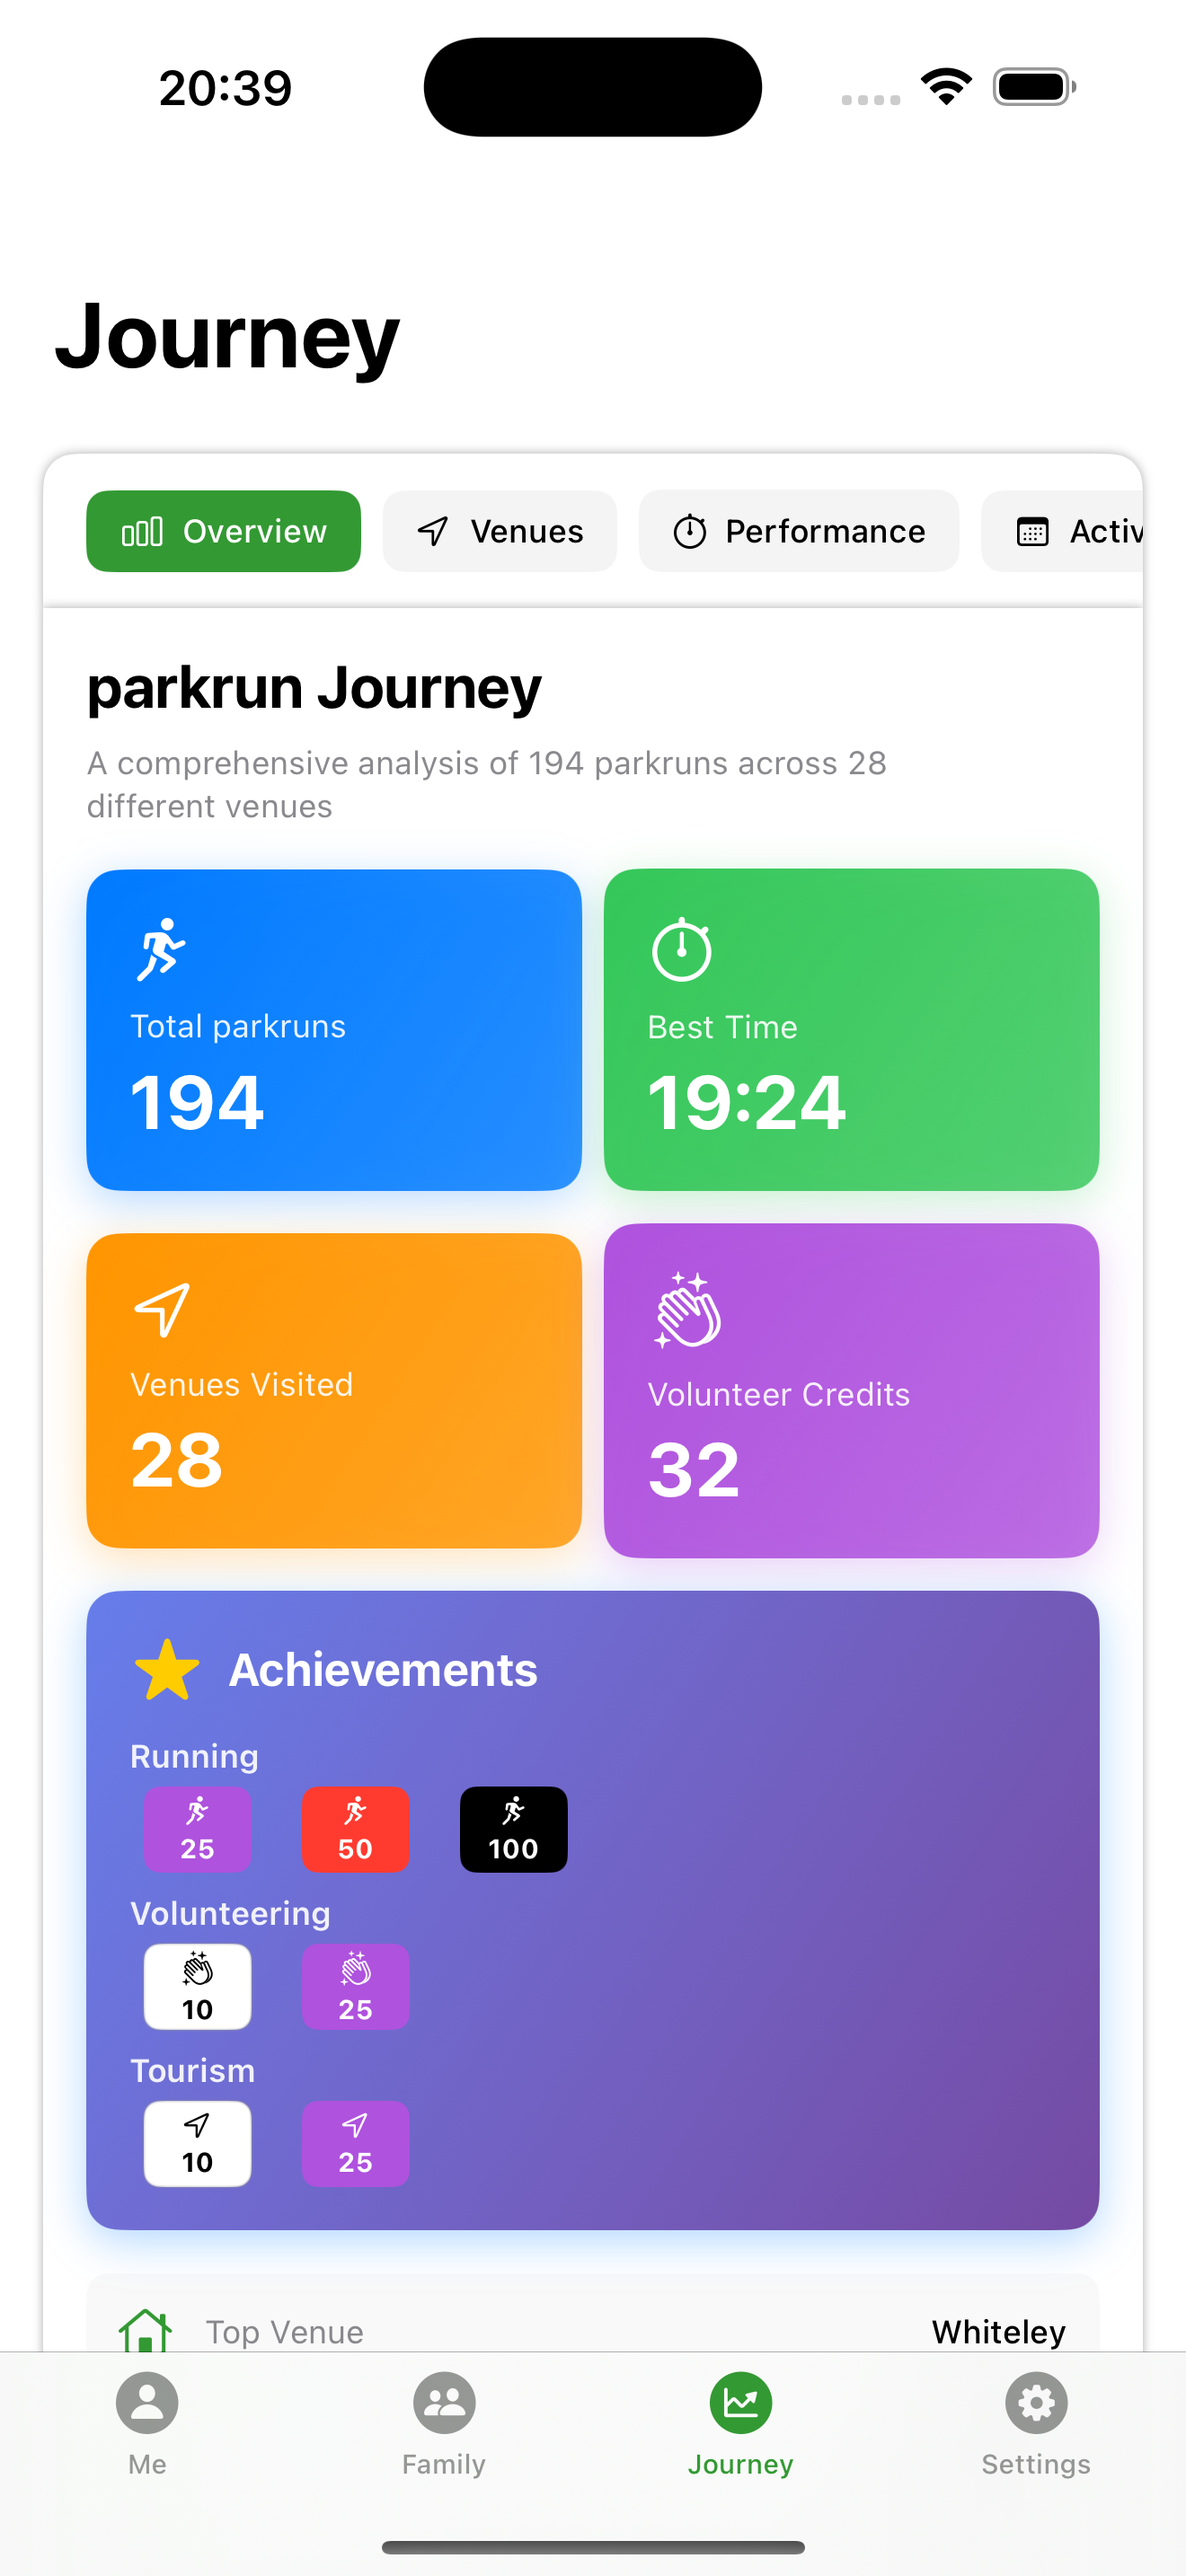 20:39
Journey
Overview
Venues
Performance
Activ
parkrun Journey
A comprehensive analysis of 194 parkruns across 28
different venues
Total parkruns
194
Best Time
19:24
Venues Visited
28
Volunteer Credits
32
Achievements
Running
25
50
100
Volunteering
10
25
Tourism
10
25
Top Venue
Whiteley
Me
Family
Journey
Settings